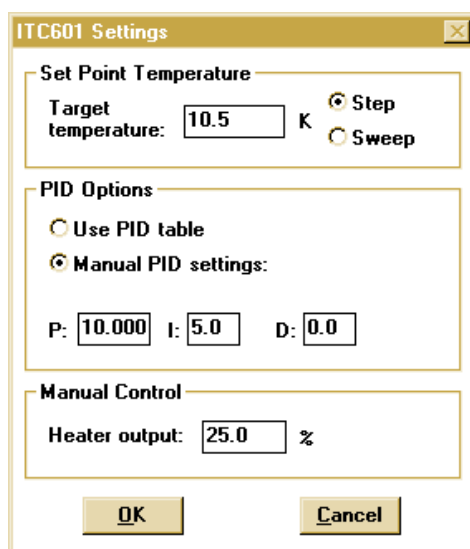 ITC601 Settings
Set Point Temperature
Target temperature: 10.5 K
Step
Sweep
PID Options
Use PID table
Manual PID settings:
P: 10.000 I: 5.0 D: 0.0
Manual Control
Heater output: 25.0 %
OK Cancel